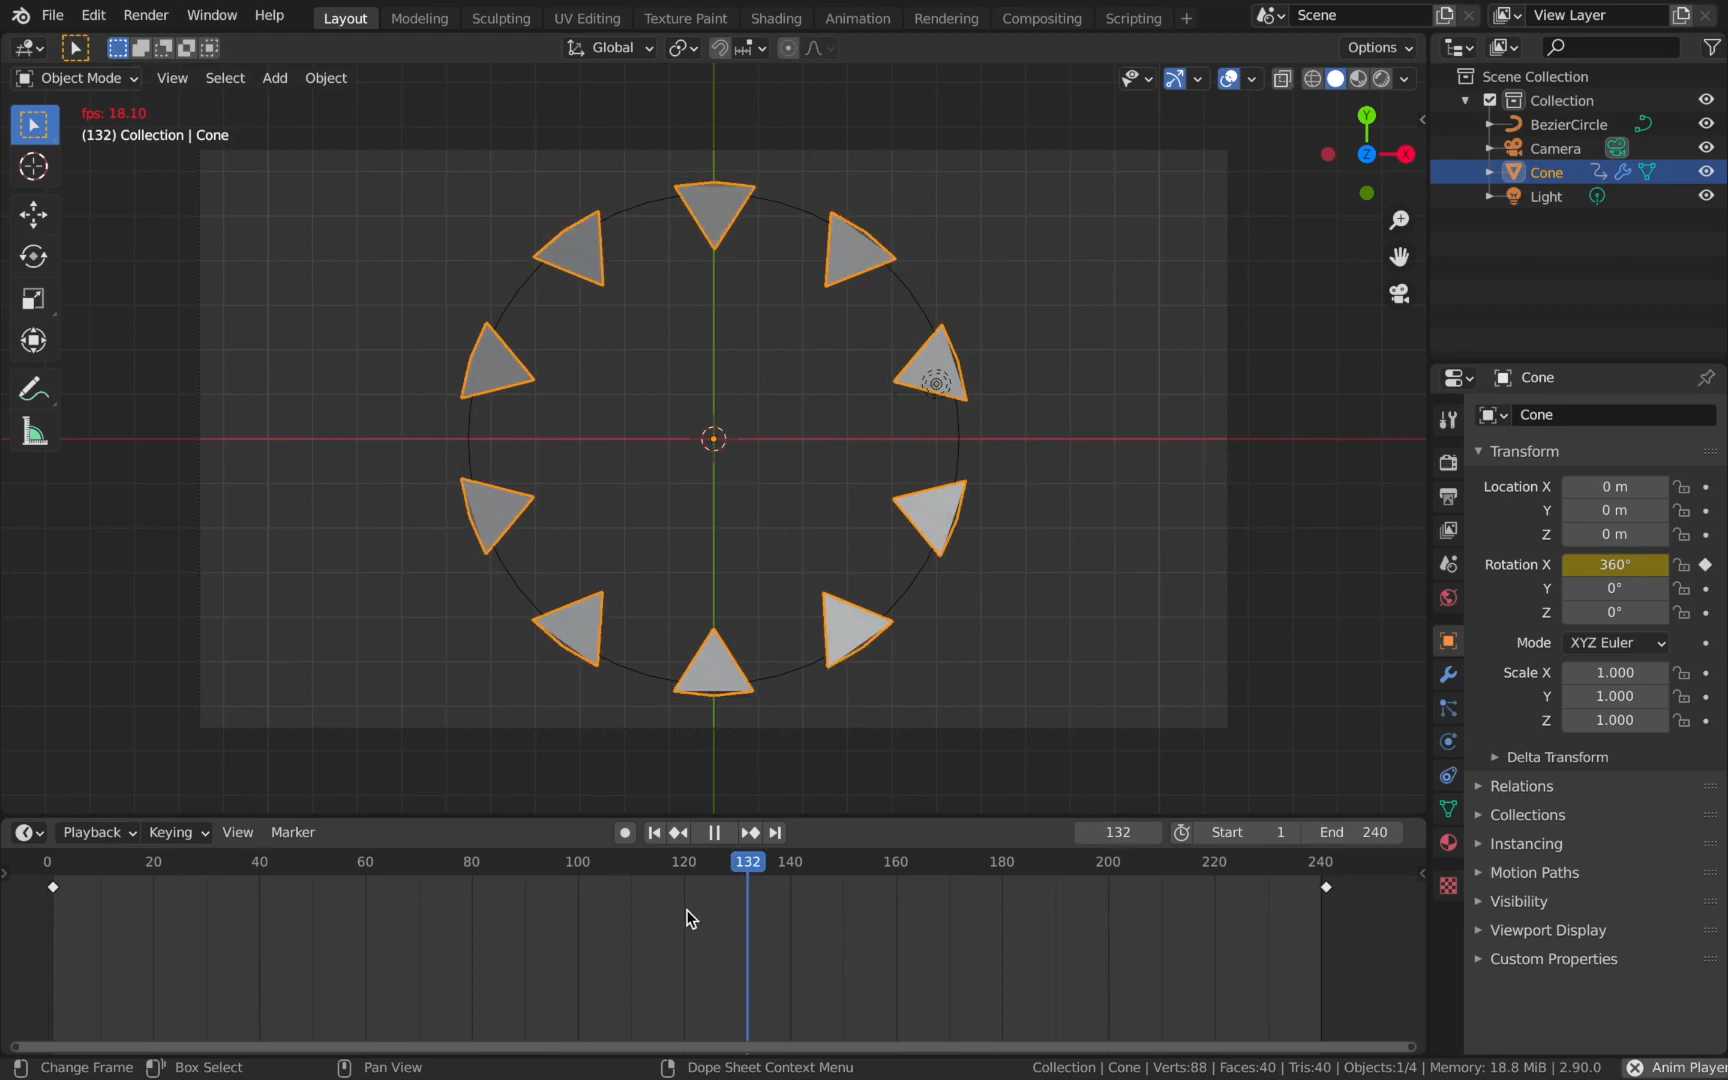 File Edit Render Window Help Layout Modeling Sculpting UV Editing Texture Paint Shading Animation Rendering Compositing Scripting + Scene View Layer
Global Options
Object Mode View Select Add Object
fps: 18.10
(132) Collection | Cone
Y
Z X
Scene Collection
Collection
BezierCircle
Camera
Cone
Light
Cone
Cone
Transform
Location X 0 m
Y 0 m
Z 0 m
Rotation X 360°
Y 0°
Z 0°
Mode XYZ Euler
Scale X 1.000
Y 1.000
Z 1.000
Delta Transform
Relations
Collections
Instancing
Motion Paths
Visibility
Viewport Display
Custom Properties
Playback Keying View Marker 132 Start 1 End 240
0 20 40 60 80 100 120 132 140 160 180 200 220 240
Change Frame Box Select Pan View Dope Sheet Context Menu Collection | Cone | Verts:88 | Faces:40 | Tris:40 | Objects:1/4 | Memory: 18.8 MiB | 2.90.0 Anim Player